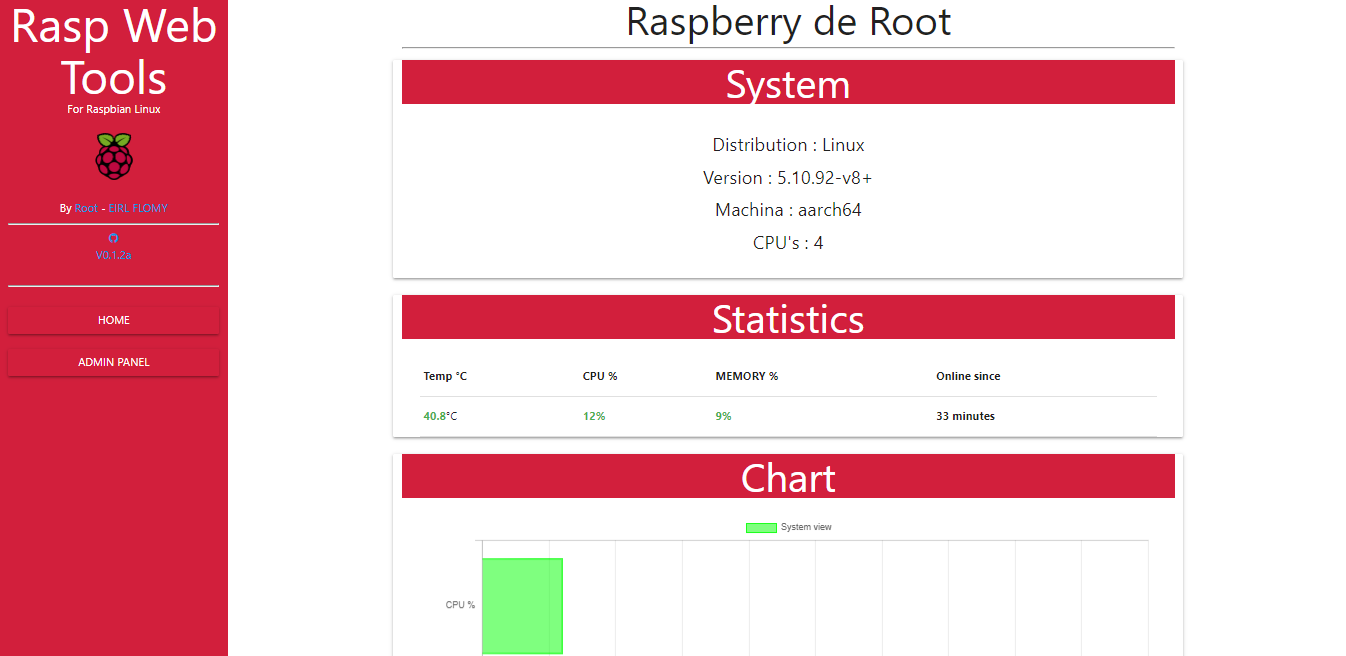 Rasp Web
Tools
For Raspbian Linux
By Root - EIRL FLOMY
V0.1.2a
HOME
ADMIN PANEL
Raspberry de Root
System
Distribution : Linux
Version : 5.10.92-v8+
Machina : aarch64
CPU's : 4
Statistics
Temp °C CPU % MEMORY % Online since
40.8°C 12% 9% 33 minutes
Chart
System view
CPU %